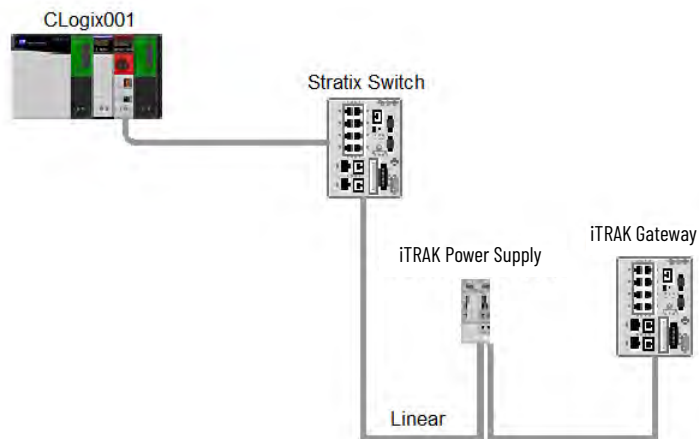 CLogix001
Stratix Switch
iTRAK Power Supply
iTRAK Gateway
Linear